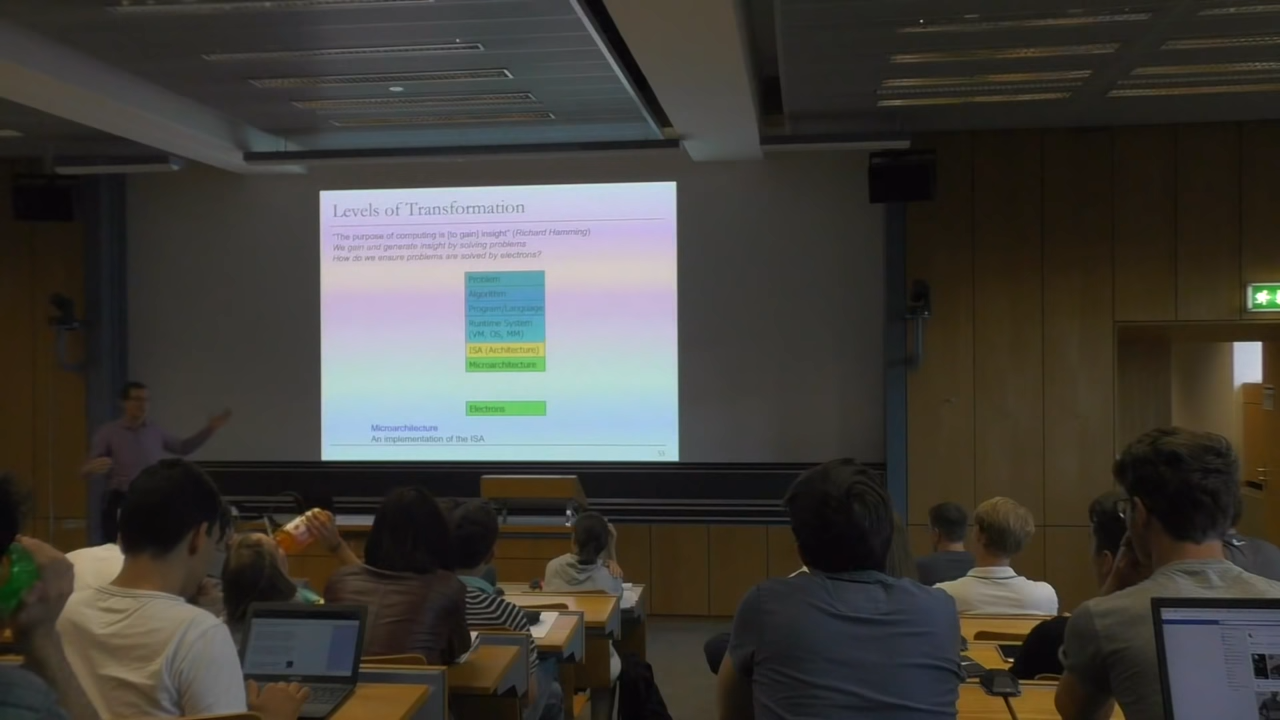 Levels of Transformation
"The purpose of computing is [to gain] insight" (Richard Hamming)
We gain and generate insight by solving problems
How do we ensure problems are solved by electrons?
Problem
Algorithm
Program/Language
Runtime System
(VM, OS, MM)
ISA (Architecture)
Microarchitecture
Electrons
Microarchitecture
An implementation of the ISA